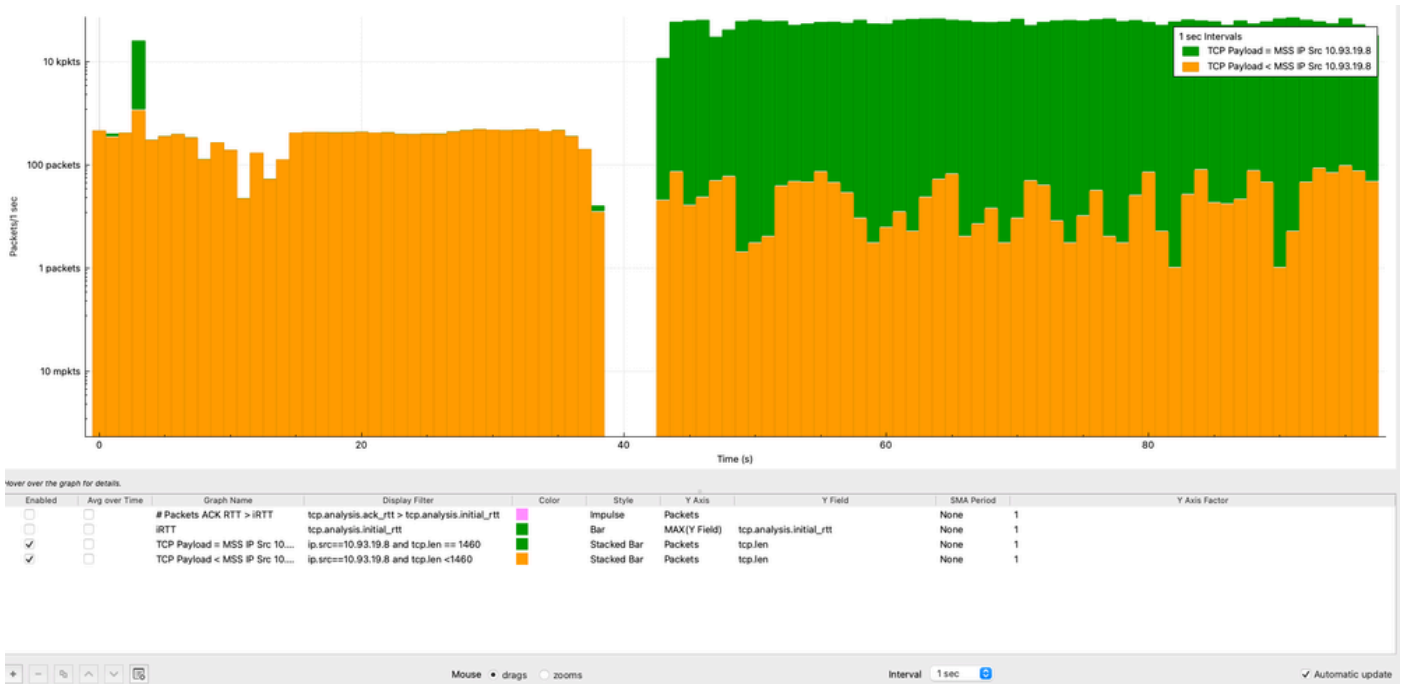 1 sec Intervals
TCP Payload = MSS IP Src 10.93.19.8
TCP Payload < MSS IP Src 10.93.19.8
10 kpkts
100 packets
1 packets
10 mpkts
Packets/1 sec
0 20 40 60 80
Time (s)
Hover over the graph for details.
Enabled Avg over Time Graph Name Display Filter Color Style Y Axis Y Field SMA Period Y Axis Factor
# Packets ACK RTT > iRTT tcp.analysis.ack_rtt > tcp.analysis.initial_rtt Impulse Packets None 1
iRTT tcp.analysis.initial_rtt Bar MAX(Y Field) tcp.analysis.initial_rtt None 1
TCP Payload = MSS IP Src 10.... ip.src==10.93.19.8 and tcp.len == 1460 Stacked Bar Packets tcp.len None 1
TCP Payload < MSS IP Src 10.... ip.src==10.93.19.8 and tcp.len <1460 Stacked Bar Packets tcp.len None 1
+ − Mouse drags zooms Interval 1 sec Automatic update